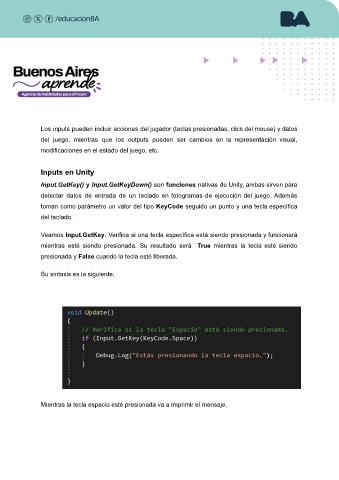 /educacionBA
BA
Buenos Aires
aprende
Agencia de Habilidades para el Futuro
Los inputs pueden incluir acciones del jugador (teclas presionadas, clics del mouse) y datos
del juego, mientras que los outputs pueden ser cambios en la representación visual,
modificaciones en el estado del juego, etc.
Inputs en Unity
Input.GetKey() y Input.GetKeyDown() son funciones nativas de Unity, ambas sirven para
detectar datos de entrada de un teclado en fotogramas de ejecución del juego. Además
toman como parámetro un valor del tipo KeyCode seguido un punto y una tecla específica
del teclado.
Veamos Input.GetKey: Verifica si una tecla específica está siendo presionada y funcionará
mientras esté siendo presionada. Su resultado será True mientras la tecla esté siendo
presionada y False cuando la tecla esté liberada.
Su sintaxis es la siguiente:
void Update()
{
// Verifica si la tecla "Espacio" está siendo presionada.
if (Input.GetKey(KeyCode.Space))
{
Debug.Log("Estás presionando la tecla espacio.");
}
}
Mientras la tecla espacio esté presionada va a imprimir el mensaje.